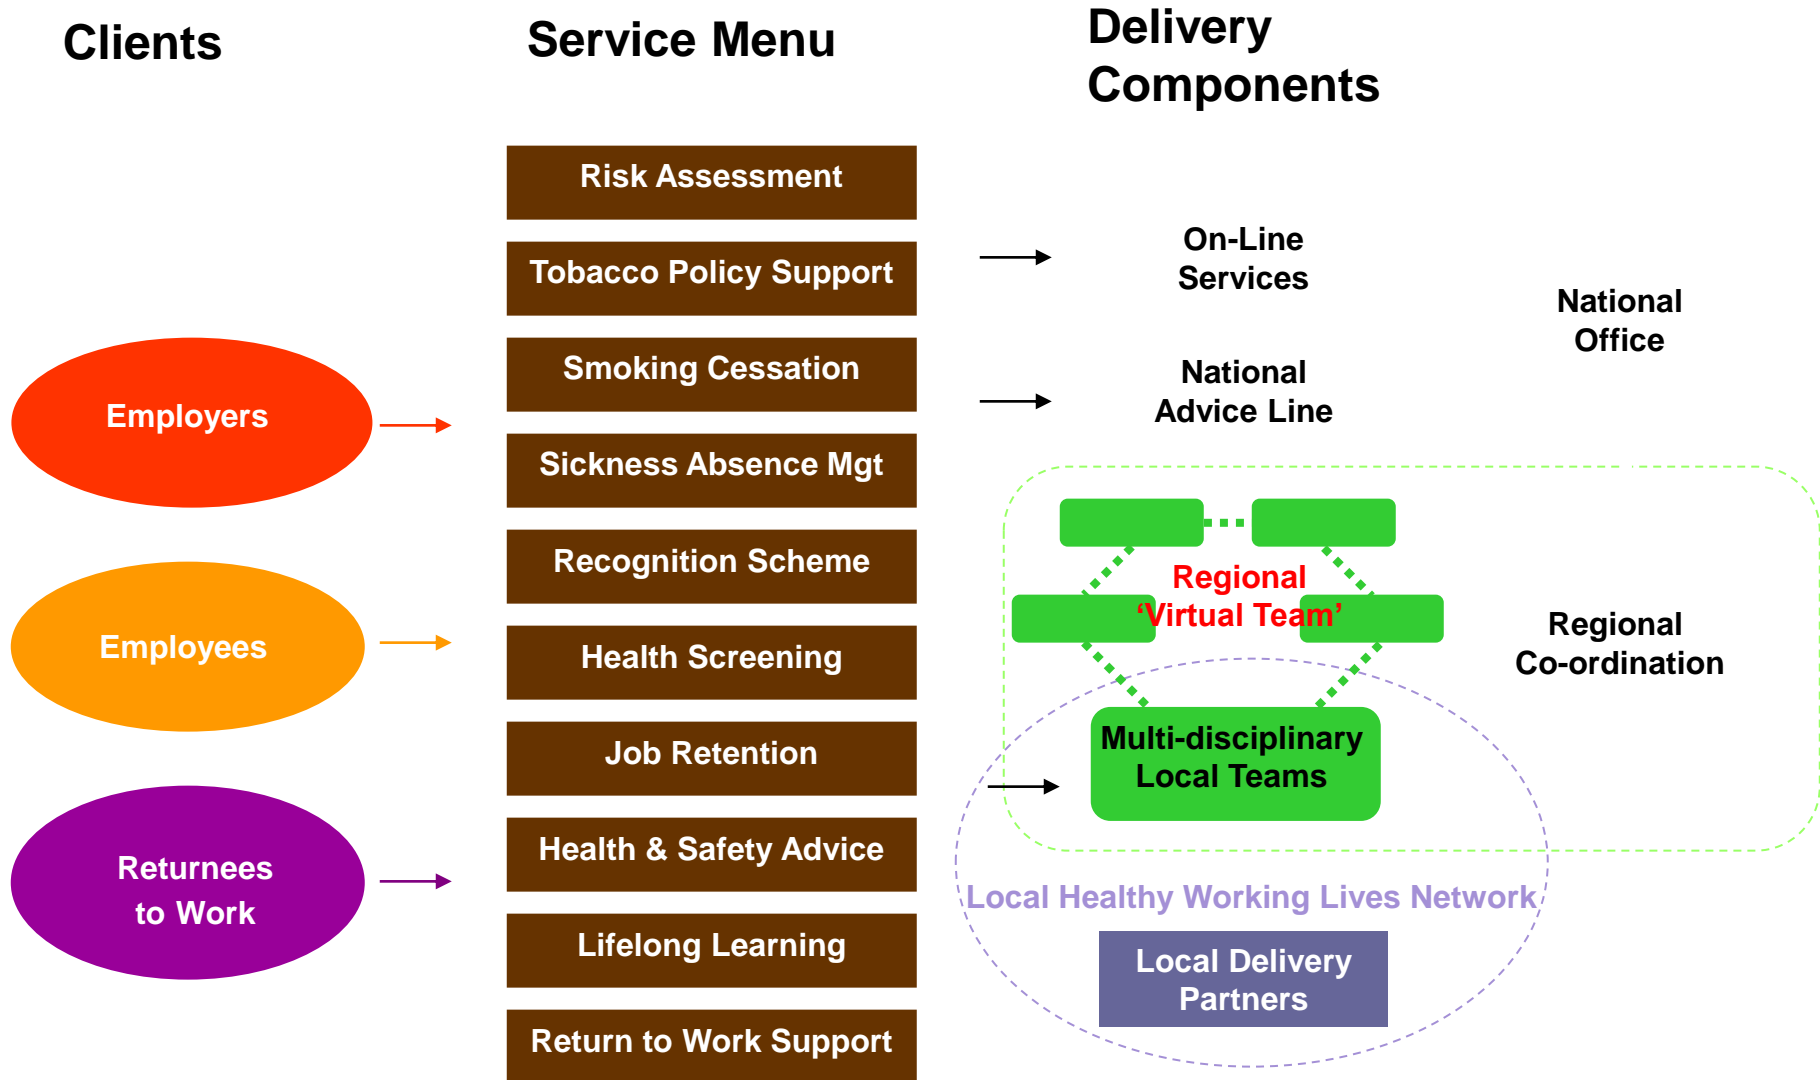 Clients
Service Menu
Delivery
Components
Employers
Employees
Returnees
to Work
Risk Assessment
Tobacco Policy Support
Smoking Cessation
Sickness Absence Mgt
Recognition Scheme
Health Screening
Job Retention
Health & Safety Advice
Lifelong Learning
Return to Work Support
On-Line
Services
National
Advice Line
National
Office
Regional
‘Virtual Team’
Regional
Co-ordination
Multi-disciplinary
Local Teams
Local Healthy Working Lives Network
Local Delivery
Partners